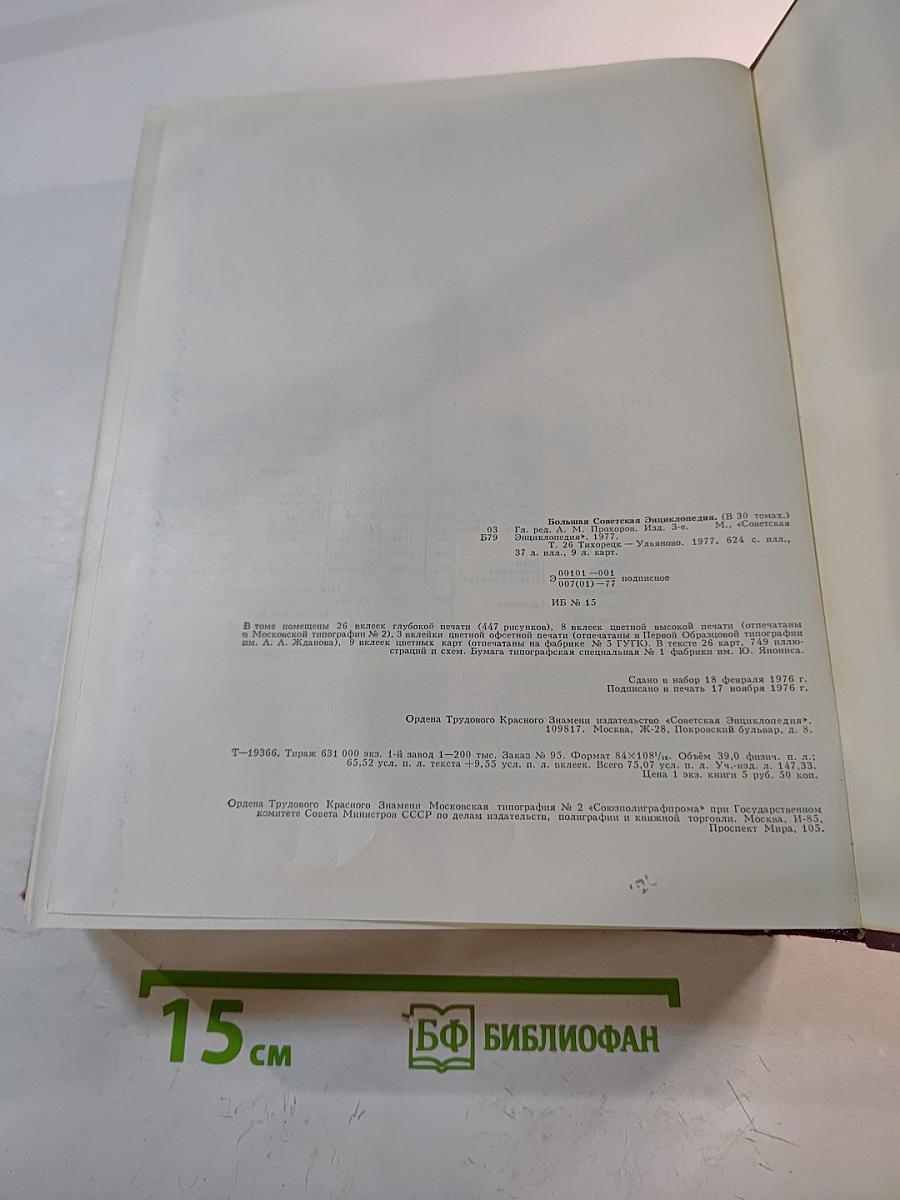 Большая Советская Энциклопедия. (В 30 томах.)
03 Гл. ред. А. М. Прохоров. Изд. 3-е. М., «Советская
Б79 Энциклопедия», 1977.
Т. 26 Тихорецк — Ульяново. 1977. 624 с. илл.,
37 л. илл., 9 л. карт.
Э 00101—001
007(01)—77 подписное
ИБ № 15
В томе помещены 26 вклеек глубокой печати (447 рисунков), 8 вклеек цветной высокой печати (отпечатаны
в Московской типографии № 2), 3 вклейки цветной офсетной печати (отпечатаны в Первой Образцовой типографии
им. А. А. Жданова), 9 вклеек цветных карт (отпечатаны на фабрике № 5 ГУГК). В тексте 26 карт, 749 иллю-
страций и схем. Бумага типографская специальная № 1 фабрики им. Ю. Янониса.
Сдано в набор 18 февраля 1976 г.
Подписано в печать 17 ноября 1976 г.
Ордена Трудового Красного Знамени издательство «Советская Энциклопедия».
109817. Москва, Ж-28, Покровский бульвар, д. 8.
Т—19366. Тираж 631 000 экз. 1-й завод 1—200 тыс. Заказ № 95. Формат 84×108¹/₁₆. Объём 39,0 физич. п. л.;
65,52 усл. п. л. текста +9,55 усл. п. л. вклеек. Всего 75,07 усл. п. л. Уч.-изд. л. 147,33.
Цена 1 экз. книги 5 руб. 50 коп.
Ордена Трудового Красного Знамени Московская типография № 2 «Союзполиграфпрома» при Государственном
комитете Совета Министров СССР по делам издательств, полиграфии и книжной торговли. Москва, И-85,
Проспект Мира, 105.
15 см
БФ БИБЛИОФАН